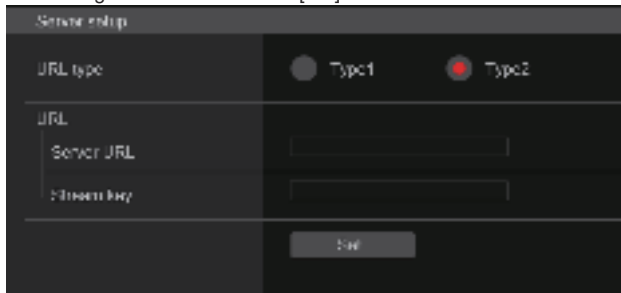 Server setup
URL type Type1 Type2
URL
Server URL
Stream key
Set